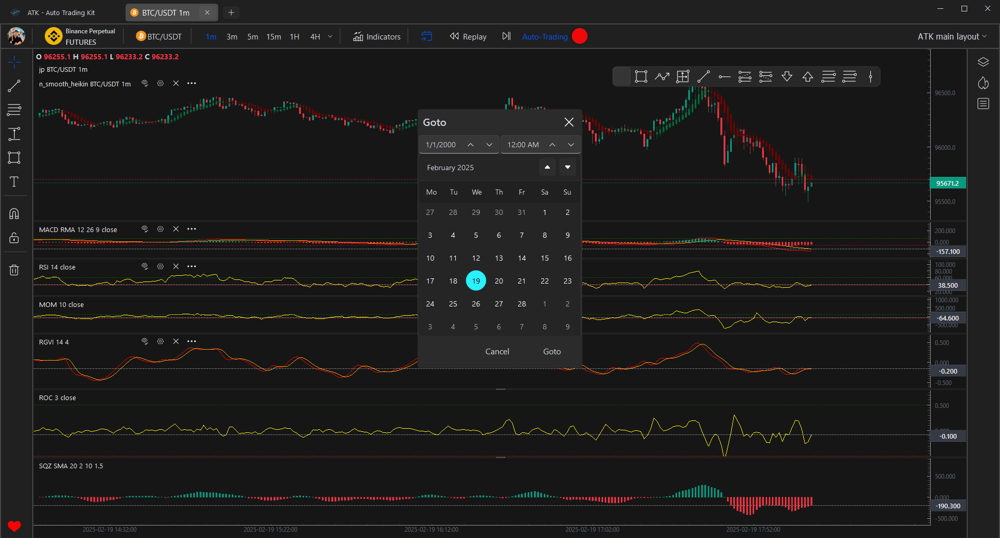 ATK - Auto Trading Kit
BTC/USDT 1m
Binance Perpetual
FUTURES
BTC/USDT
1m 3m 5m 15m 1H 4H
Indicators
Replay
Auto-Trading
ATK main layout
O 96255.1 H 96255.1 L 96233.2 C 96233.2
jp BTC/USDT 1m
n_smooth_heikin BTC/USDT 1m
96500.0
96000.0
95671.2
95500.0
Goto
1/1/2000
12:00 AM
February 2025
Mo Tu We Th Fr Sa Su
27 28 29 30 31 1 2
3 4 5 6 7 8 9
10 11 12 13 14 15 16
17 18 19 20 21 22 23
24 25 26 27 28 1 2
3 4 5 6 7 8 9
Cancel
Goto
MACD RMA 12 26 9 close
200.000
0.000
-157.100
RSI 14 close
100.000
80.000
60.000
38.500
20.000
MOM 10 close
1000.000
500.000
-64.600
-500.000
RGVI 14 4
0.500
0.000
-0.200
-0.500
ROC 3 close
0.500
0.000
-0.100
SQZ SMA 20 2 10 1.5
500.000
0.000
-190.300
-500.000
2025-02-19 14:32:00
2025-02-19 15:22:00
2025-02-19 16:12:00
2025-02-19 17:02:00
2025-02-19 17:52:00